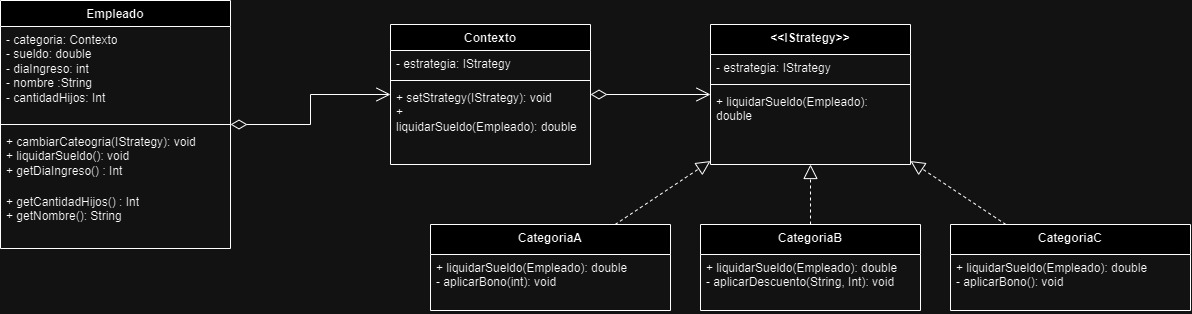 Empleado
- categoria: Contexto
- sueldo: double
- diaIngreso: int
- nombre :String
- cantidadHijos: Int
+ cambiarCateogria(IStrategy): void
+ liquidarSueldo(): void
+ getDiaIngreso() : Int
+ getCantidadHijos() : Int
+ getNombre(): String
Contexto
- estrategia: IStrategy
+ setStrategy(IStrategy): void
+
liquidarSueldo(Empleado): double
<<IStrategy>>
- estrategia: IStrategy
+ liquidarSueldo(Empleado):
double
CategoriaA
+ liquidarSueldo(Empleado): double
- aplicarBono(int): void
CategoriaB
+ liquidarSueldo(Empleado): double
- aplicarDescuento(String, Int): void
CategoriaC
+ liquidarSueldo(Empleado): double
- aplicarBono(): void